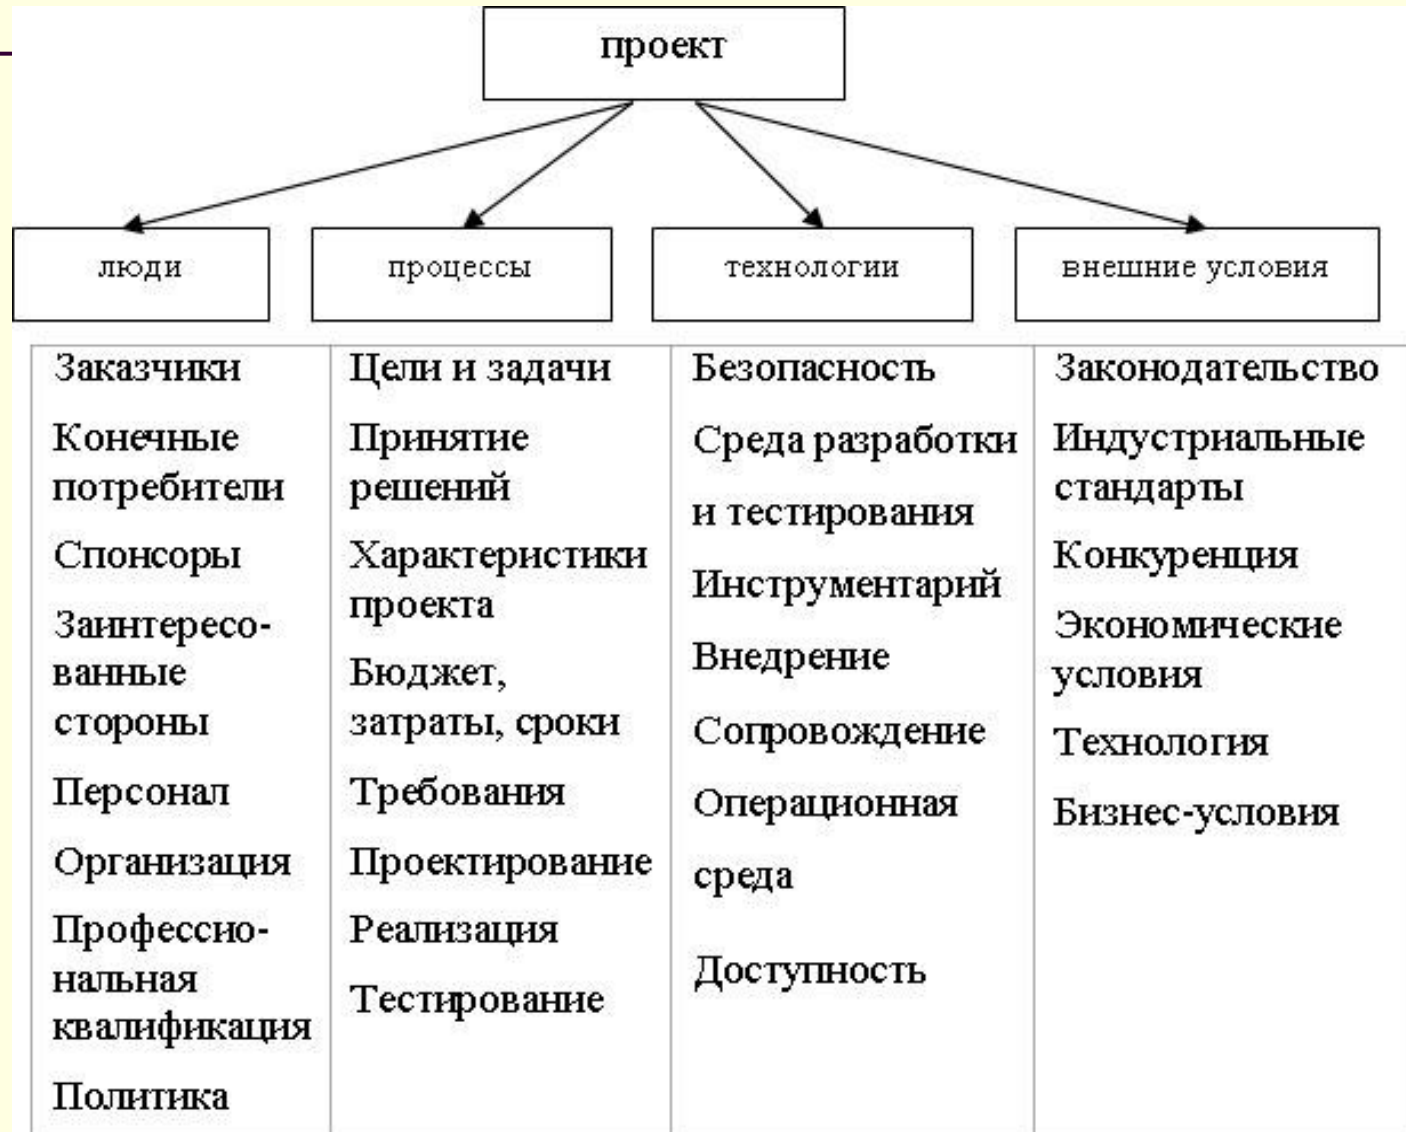 проект
люди
процессы
технологии
внешние условия
Заказчики
Конечные
потребители
Спонсоры
Заинтересо-
ванные
стороны
Персонал
Организация
Профессио-
нальная
квалификация
Политика
Цели и задачи
Принятие
решений
Характеристики
проекта
Бюджет,
затраты, сроки
Требования
Проектирование
Реализация
Тестирование
Безопасность
Среда разработки
и тестирования
Инструментарий
Внедрение
Сопровождение
Операционная
среда
Доступность
Законодательство
Индустриальные
стандарты
Конкуренция
Экономические
условия
Технология
Бизнес-условия